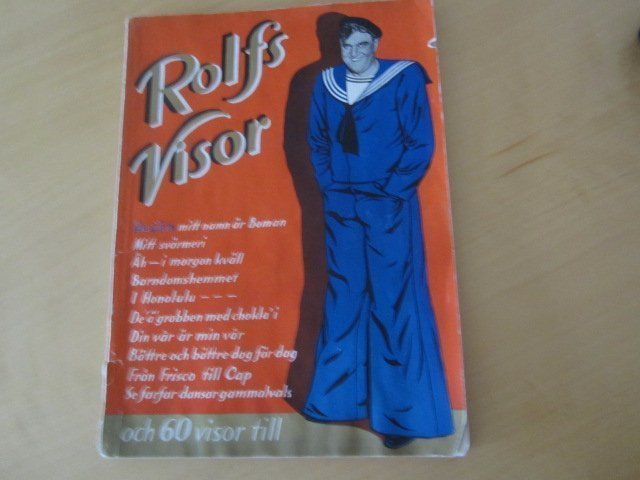 Rolfs
Visor
mitt namn är Boman
Mitt svärmeri
Åh – i morgon kväll
Barndomshemmet
I Honolulu – – –
De' ä' grabben med chokla' i
Din vår är min vår
Bättre och bättre dag för dag
Från Frisco till Cap
Se farfar dansar gammalvals
och 60 visor till